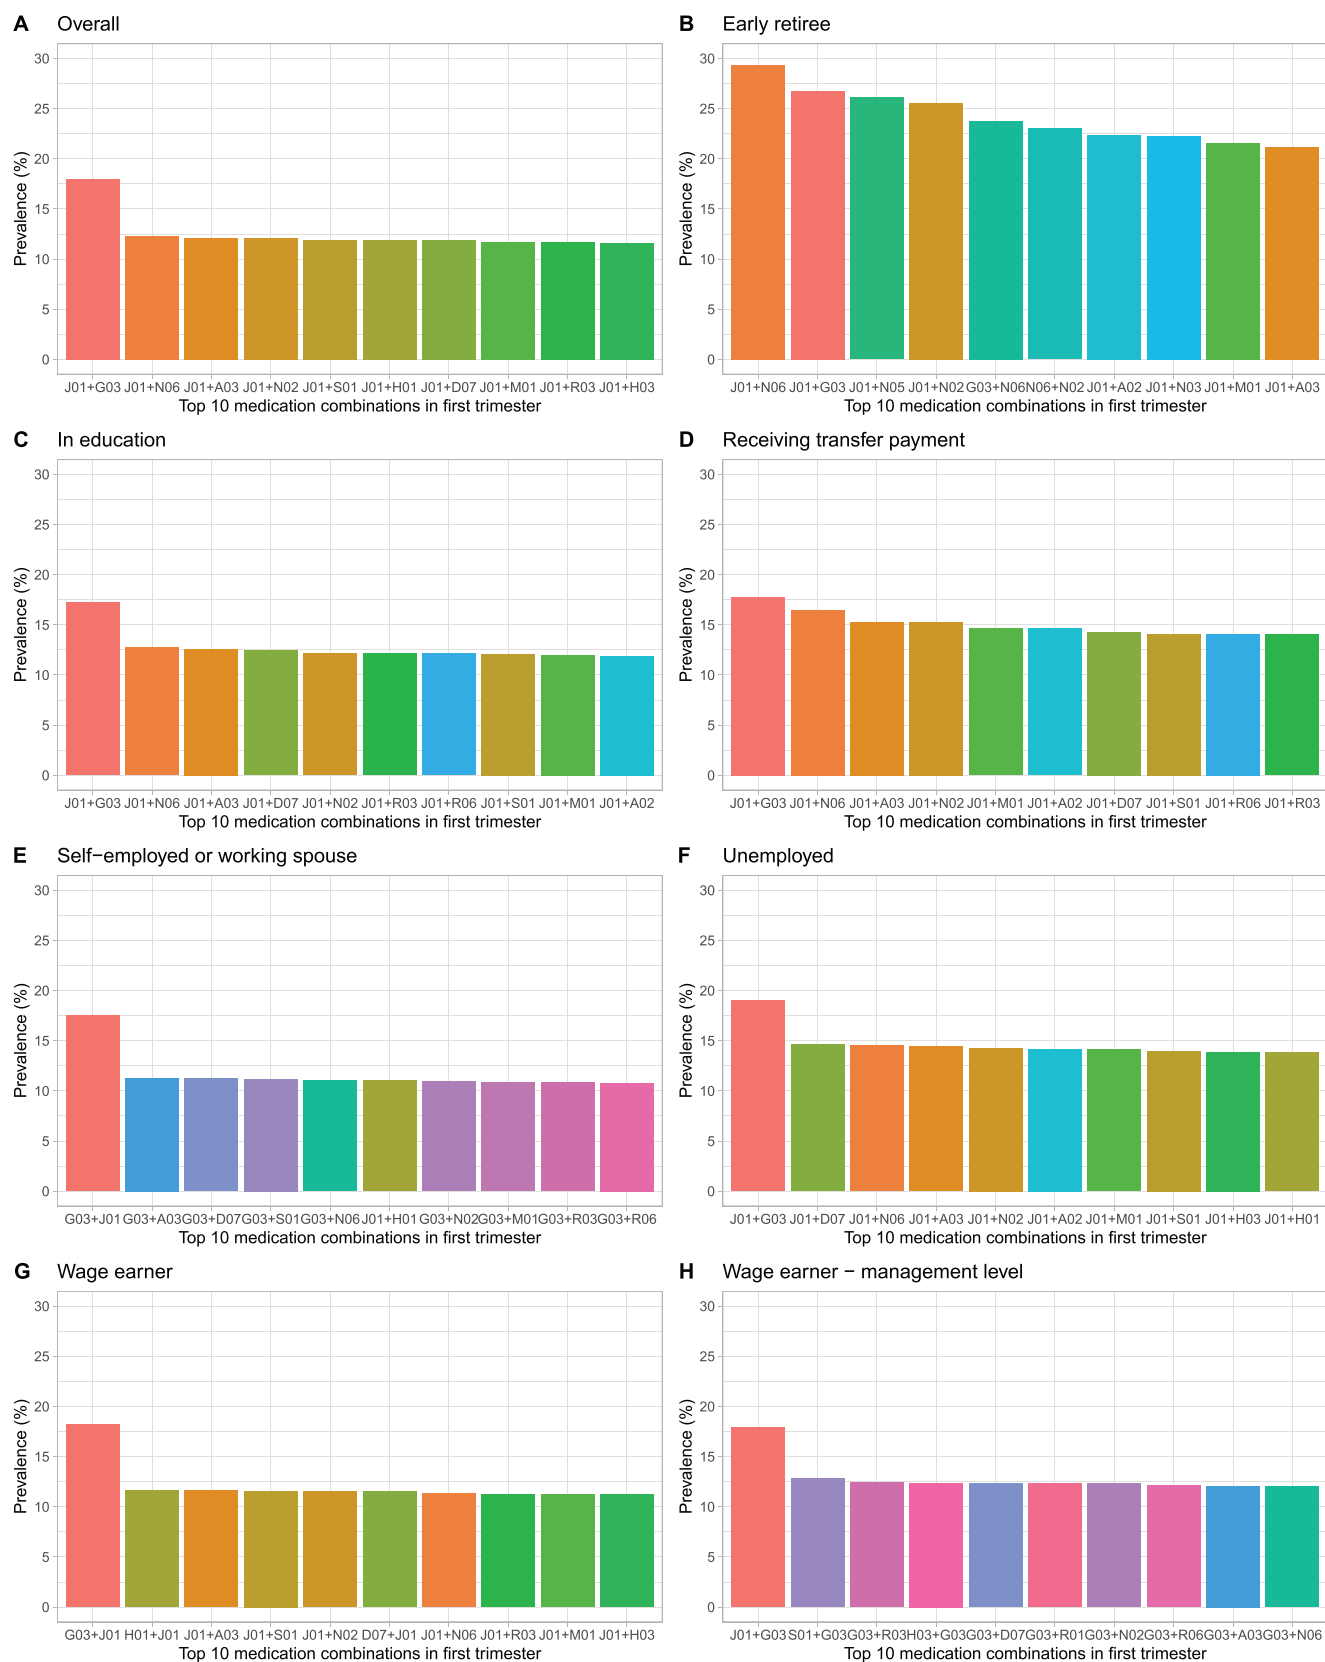 A Overall
30
25
20
15
10
5
0
Prevalence (%)
J01+G03 J01+N06 J01+A03 J01+N02 J01+S01 J01+H01 J01+D07 J01+M01 J01+R03 J01+H03
Top 10 medication combinations in first trimester
B Early retiree
30
25
20
15
10
5
0
Prevalence (%)
J01+N06 J01+G03 J01+N05 J01+N02 G03+N06 N06+N02 J01+A02 J01+N03 J01+M01 J01+A03
Top 10 medication combinations in first trimester
C In education
30
25
20
15
10
5
0
Prevalence (%)
J01+G03 J01+N06 J01+A03 J01+D07 J01+N02 J01+R03 J01+R06 J01+S01 J01+M01 J01+A02
Top 10 medication combinations in first trimester
D Receiving transfer payment
30
25
20
15
10
5
0
Prevalence (%)
J01+G03 J01+N06 J01+A03 J01+N02 J01+M01 J01+A02 J01+D07 J01+S01 J01+R06 J01+R03
Top 10 medication combinations in first trimester
E Self−employed or working spouse
30
25
20
15
10
5
0
Prevalence (%)
G03+J01 G03+A03 G03+D07 G03+S01 G03+N06 J01+H01 G03+N02 G03+M01 G03+R03 G03+R06
Top 10 medication combinations in first trimester
F Unemployed
30
25
20
15
10
5
0
Prevalence (%)
J01+G03 J01+D07 J01+N06 J01+A03 J01+N02 J01+A02 J01+M01 J01+S01 J01+H03 J01+H01
Top 10 medication combinations in first trimester
G Wage earner
30
25
20
15
10
5
0
Prevalence (%)
G03+J01 H01+J01 J01+A03 J01+S01 J01+N02 D07+J01 J01+N06 J01+R03 J01+M01 J01+H03
Top 10 medication combinations in first trimester
H Wage earner − management level
30
25
20
15
10
5
0
Prevalence (%)
J01+G03 S01+G03 G03+R03 H03+G03 G03+D07 G03+R01 G03+N02 G03+R06 G03+A03 G03+N06
Top 10 medication combinations in first trimester